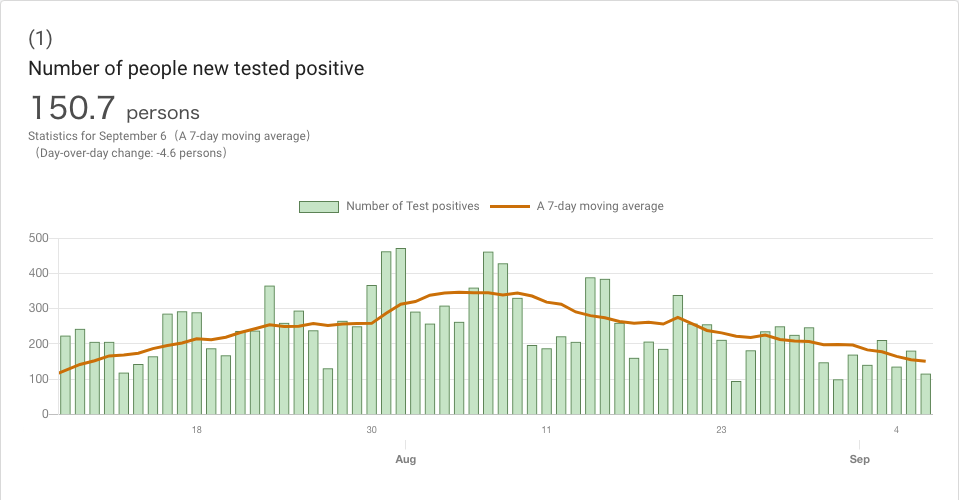 (1)
Number of people new tested positive
150.7 persons
Statistics for September 6（A 7-day moving average）
（Day-over-day change: -4.6 persons）
Number of Test positives A 7-day moving average
500
400
300
200
100
0
18 30 11 23 4
Aug Sep